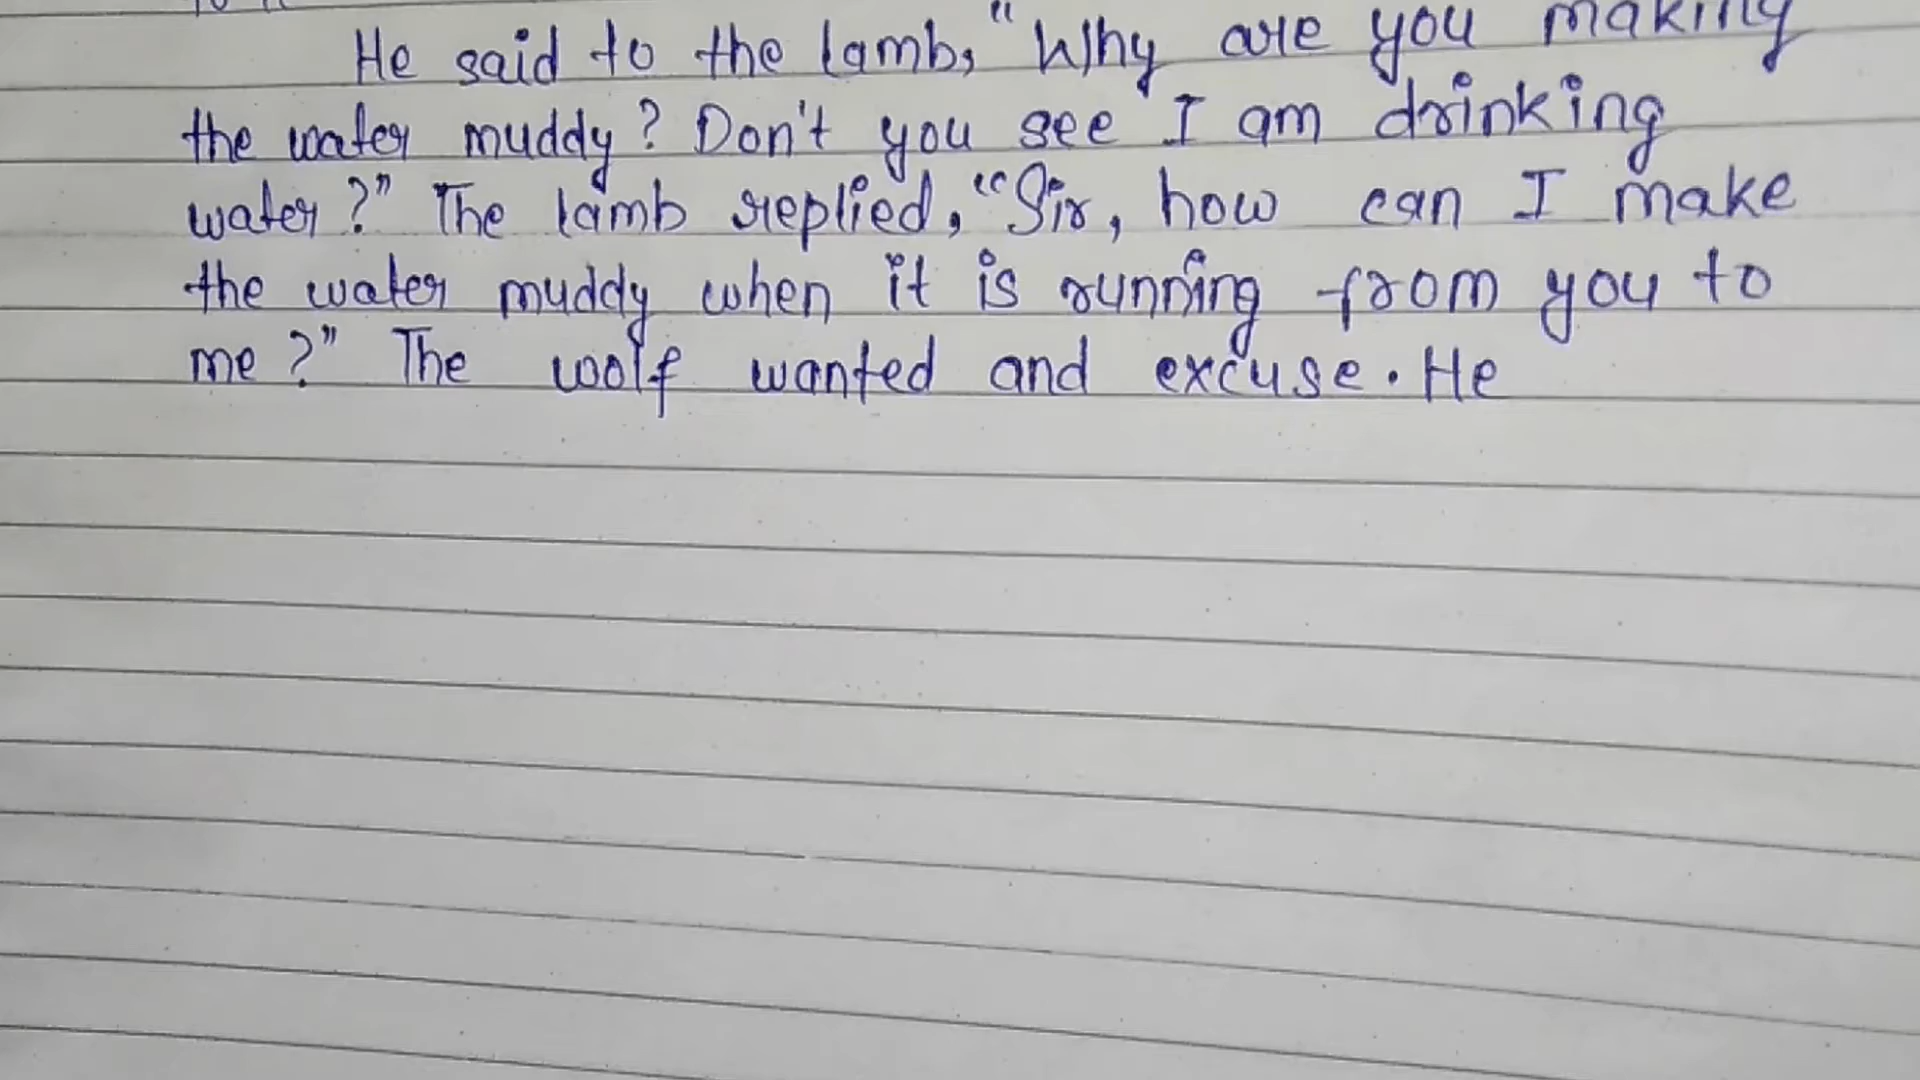 He said to the lamb, "Why are you making
the water muddy? Don't you see I am drinking
water?" The lamb replied, "Sir, how can I make
the water muddy when it is running from you to
me?" The wolf wanted and excuse. He